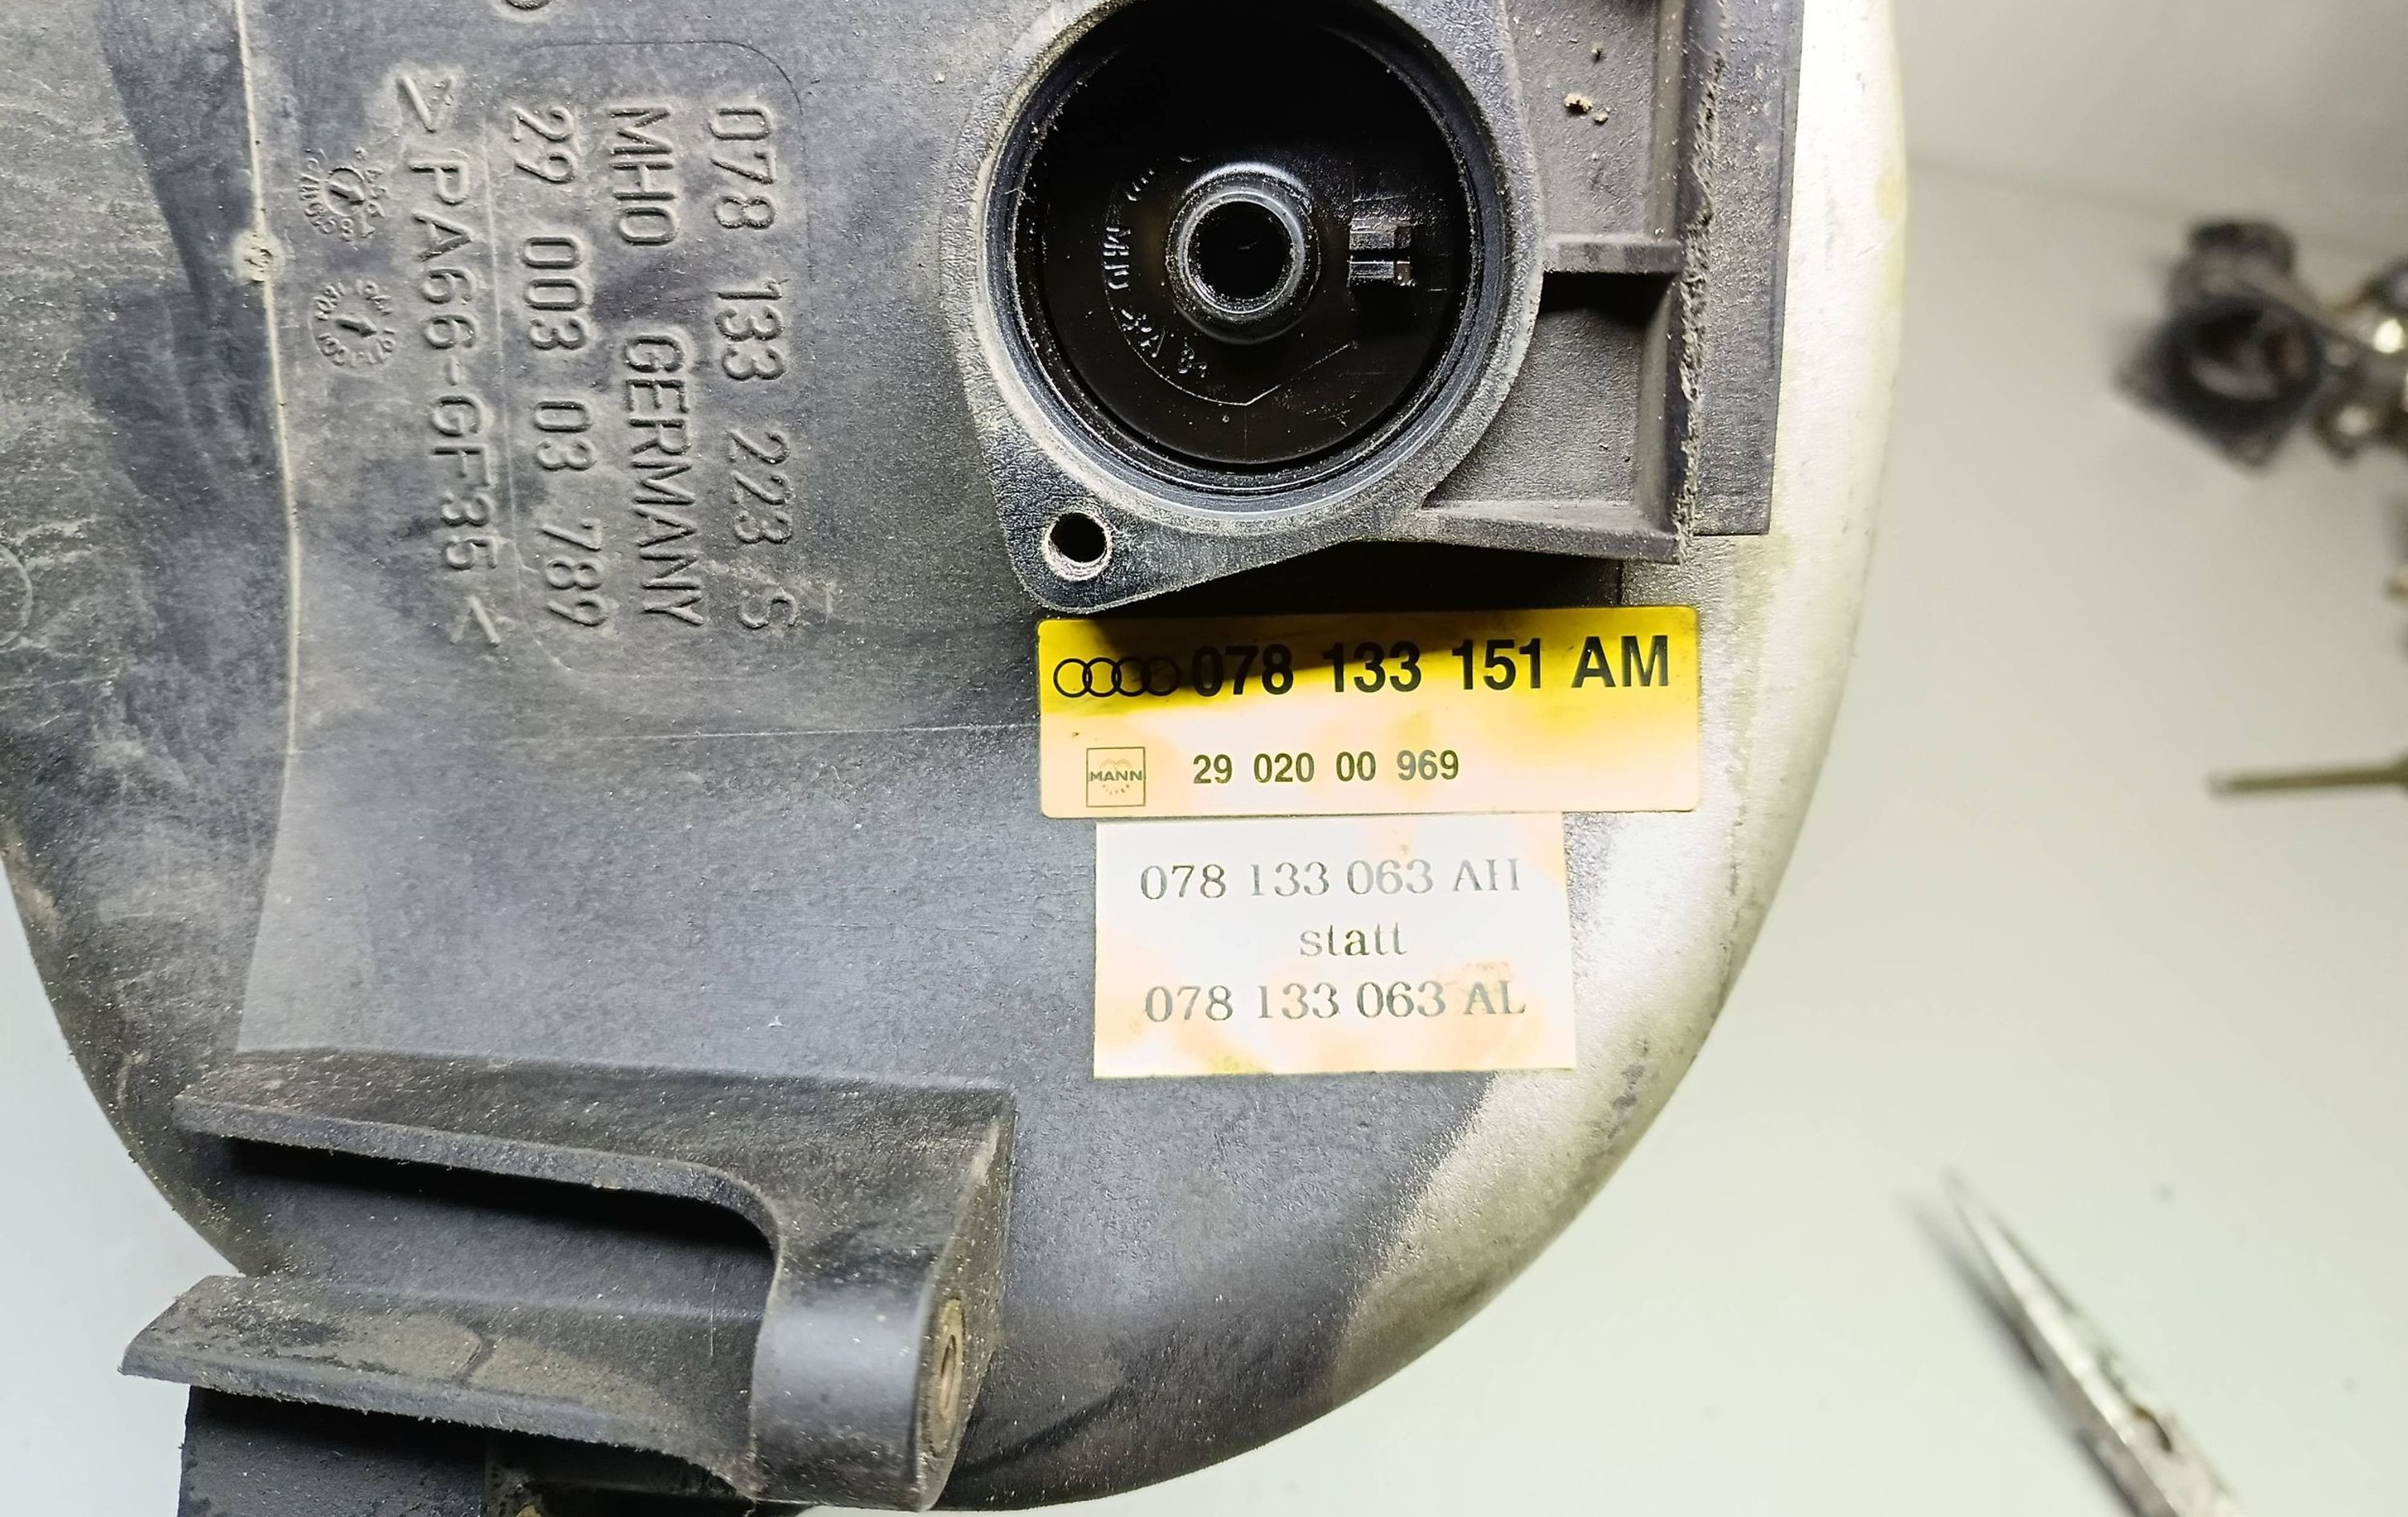 078 133 223 S
MHO GERMANY
29 003 03 789
>PA66-GF35<
078 133 151 AM
MANN
29 020 00 969
078 133 063 AH
statt
078 133 063 AL